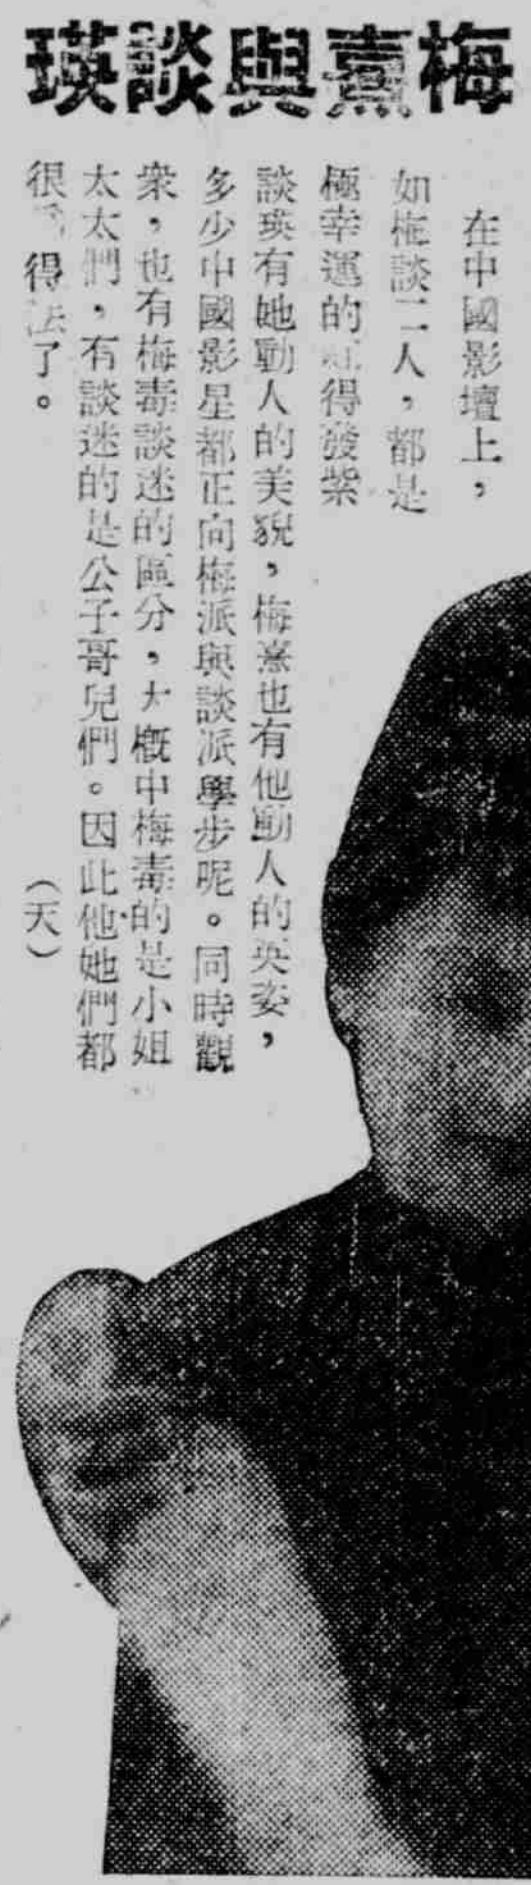 梅熹與談瑛
在中國影壇上，
如梅談二人，都是
極幸運的紅得發紫
談瑛有她動人的美貌，梅熹也有他動人的英姿，
多少中國影星都正向梅派與談派學步呢。同時觀
衆，也有梅毒談迷的區分，大概中梅毒的是小姐
太太們，有談迷的是公子哥兒們。因此他她們都
很 得法了。
（天）